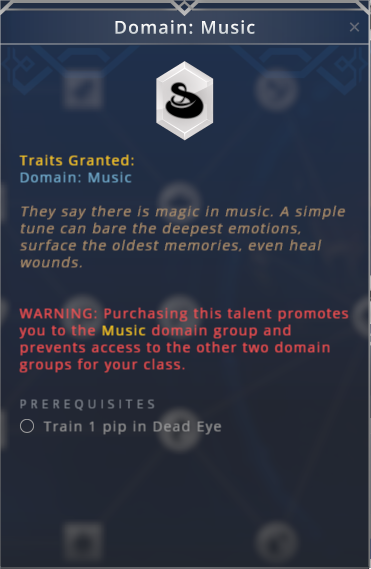 Domain: Music
Traits Granted:
Domain: Music
They say there is magic in music. A simple
tune can bare the deepest emotions,
surface the oldest memories, even heal
wounds.
WARNING: Purchasing this talent promotes
you to the Music domain group and
prevents access to the other two domain
groups for your class.
PREREQUISITES
Train 1 pip in Dead Eye